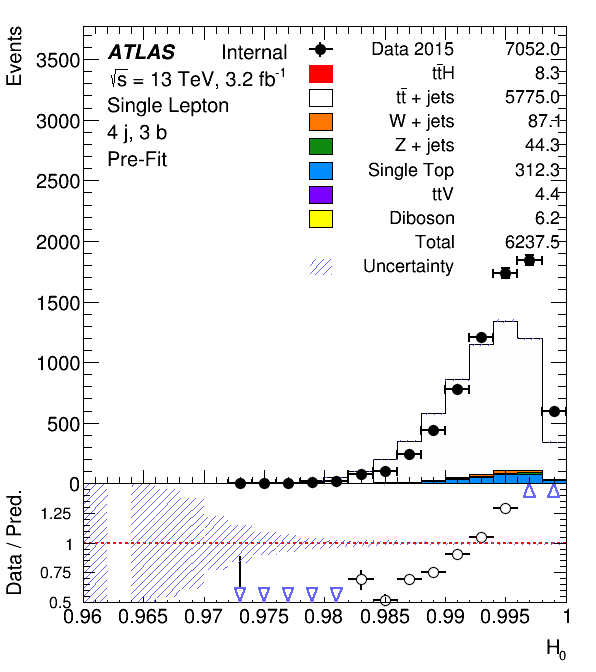 Events
3500
3000
2500
2000
1500
1000
500
0
ATLAS Internal
√s = 13 TeV, 3.2 fb⁻¹
Single Lepton
4 j, 3 b
Pre-Fit
Data 2015 7052.0
tt̄H 8.3
tt̄ + jets 5775.0
W + jets 87.1
Z + jets 44.3
Single Top 312.3
ttV 4.4
Diboson 6.2
Total 6237.5
Uncertainty
Data / Pred.
1.25
1
0.75
0.5
0.96 0.965 0.97 0.975 0.98 0.985 0.99 0.995 1
H₀